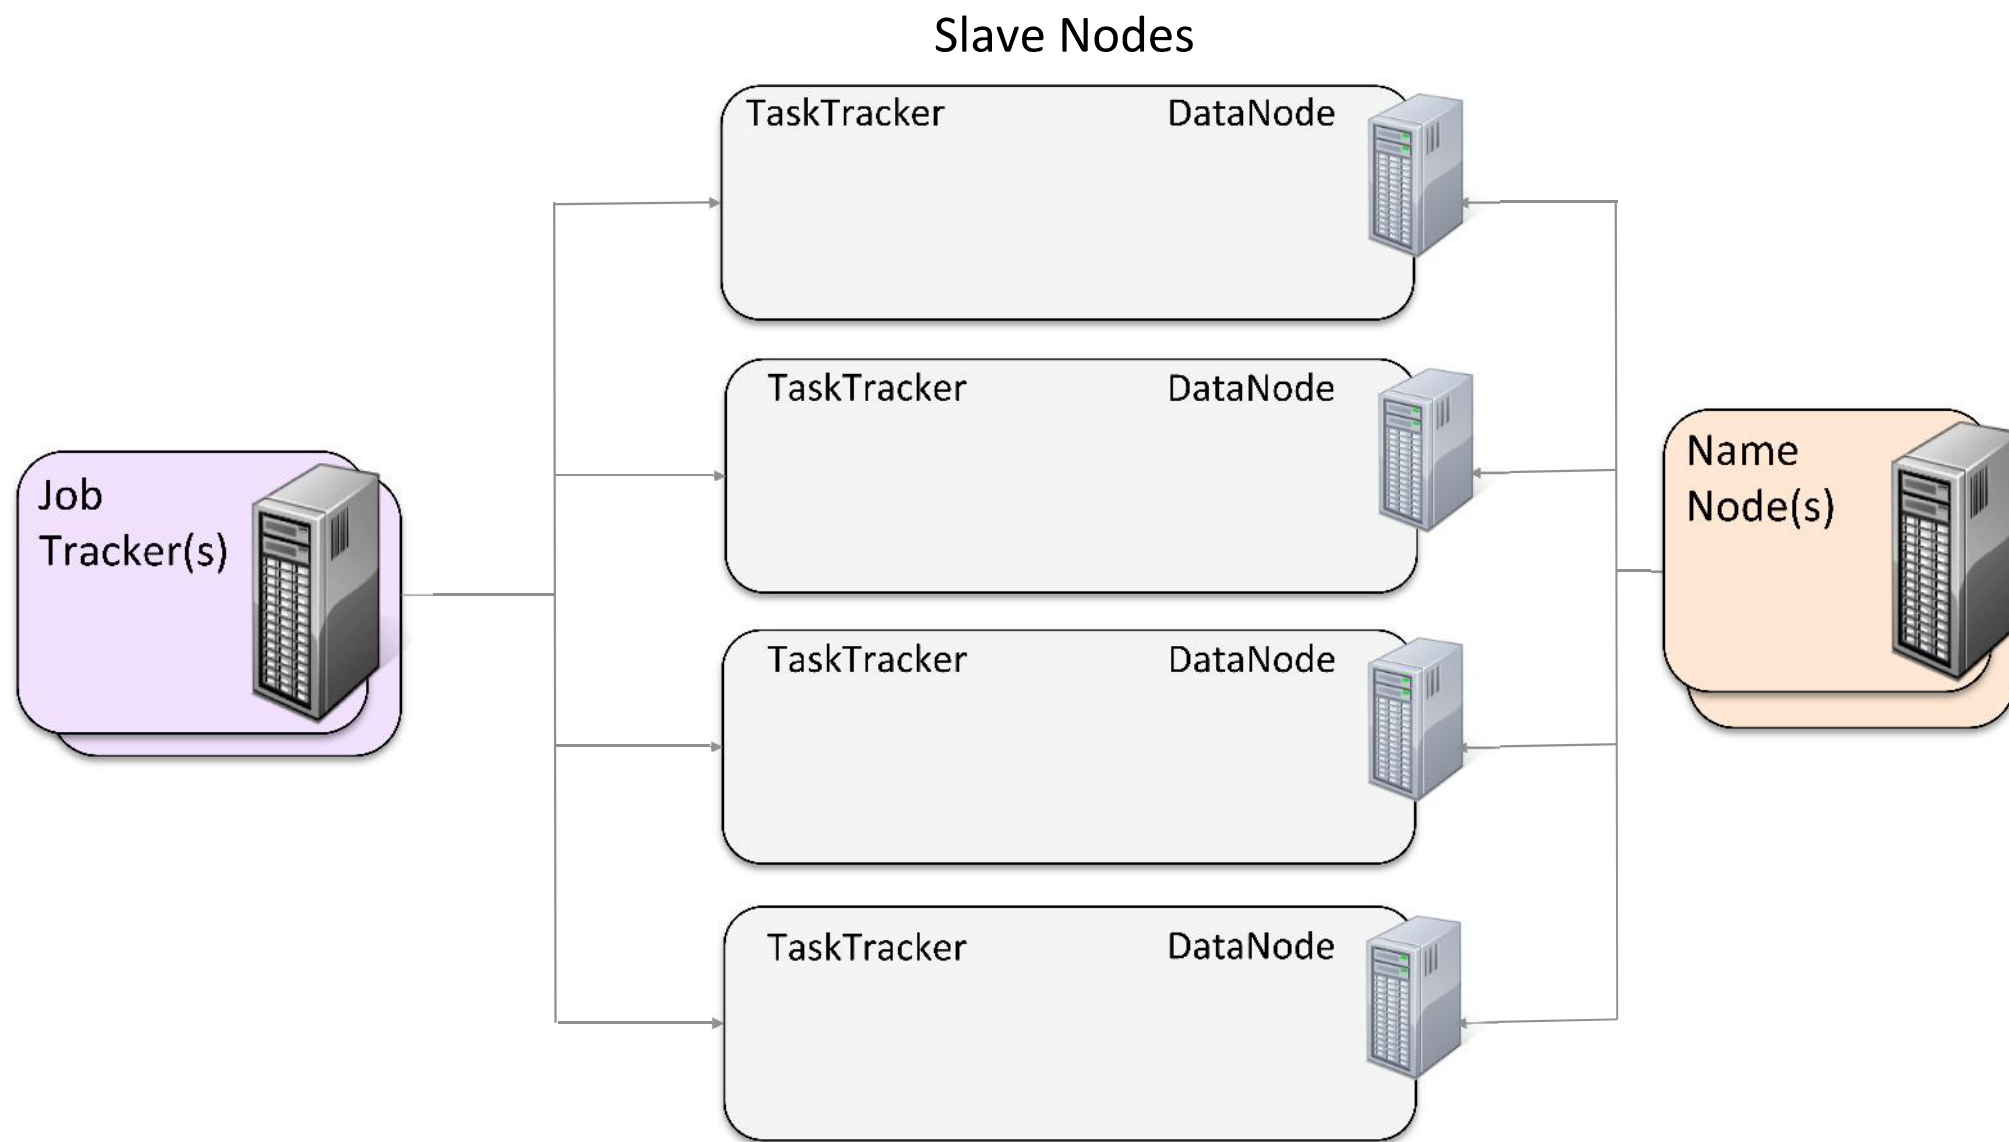 Slave Nodes
TaskTracker DataNode
TaskTracker DataNode
Job
Tracker(s)
Name
Node(s)
TaskTracker DataNode
TaskTracker DataNode